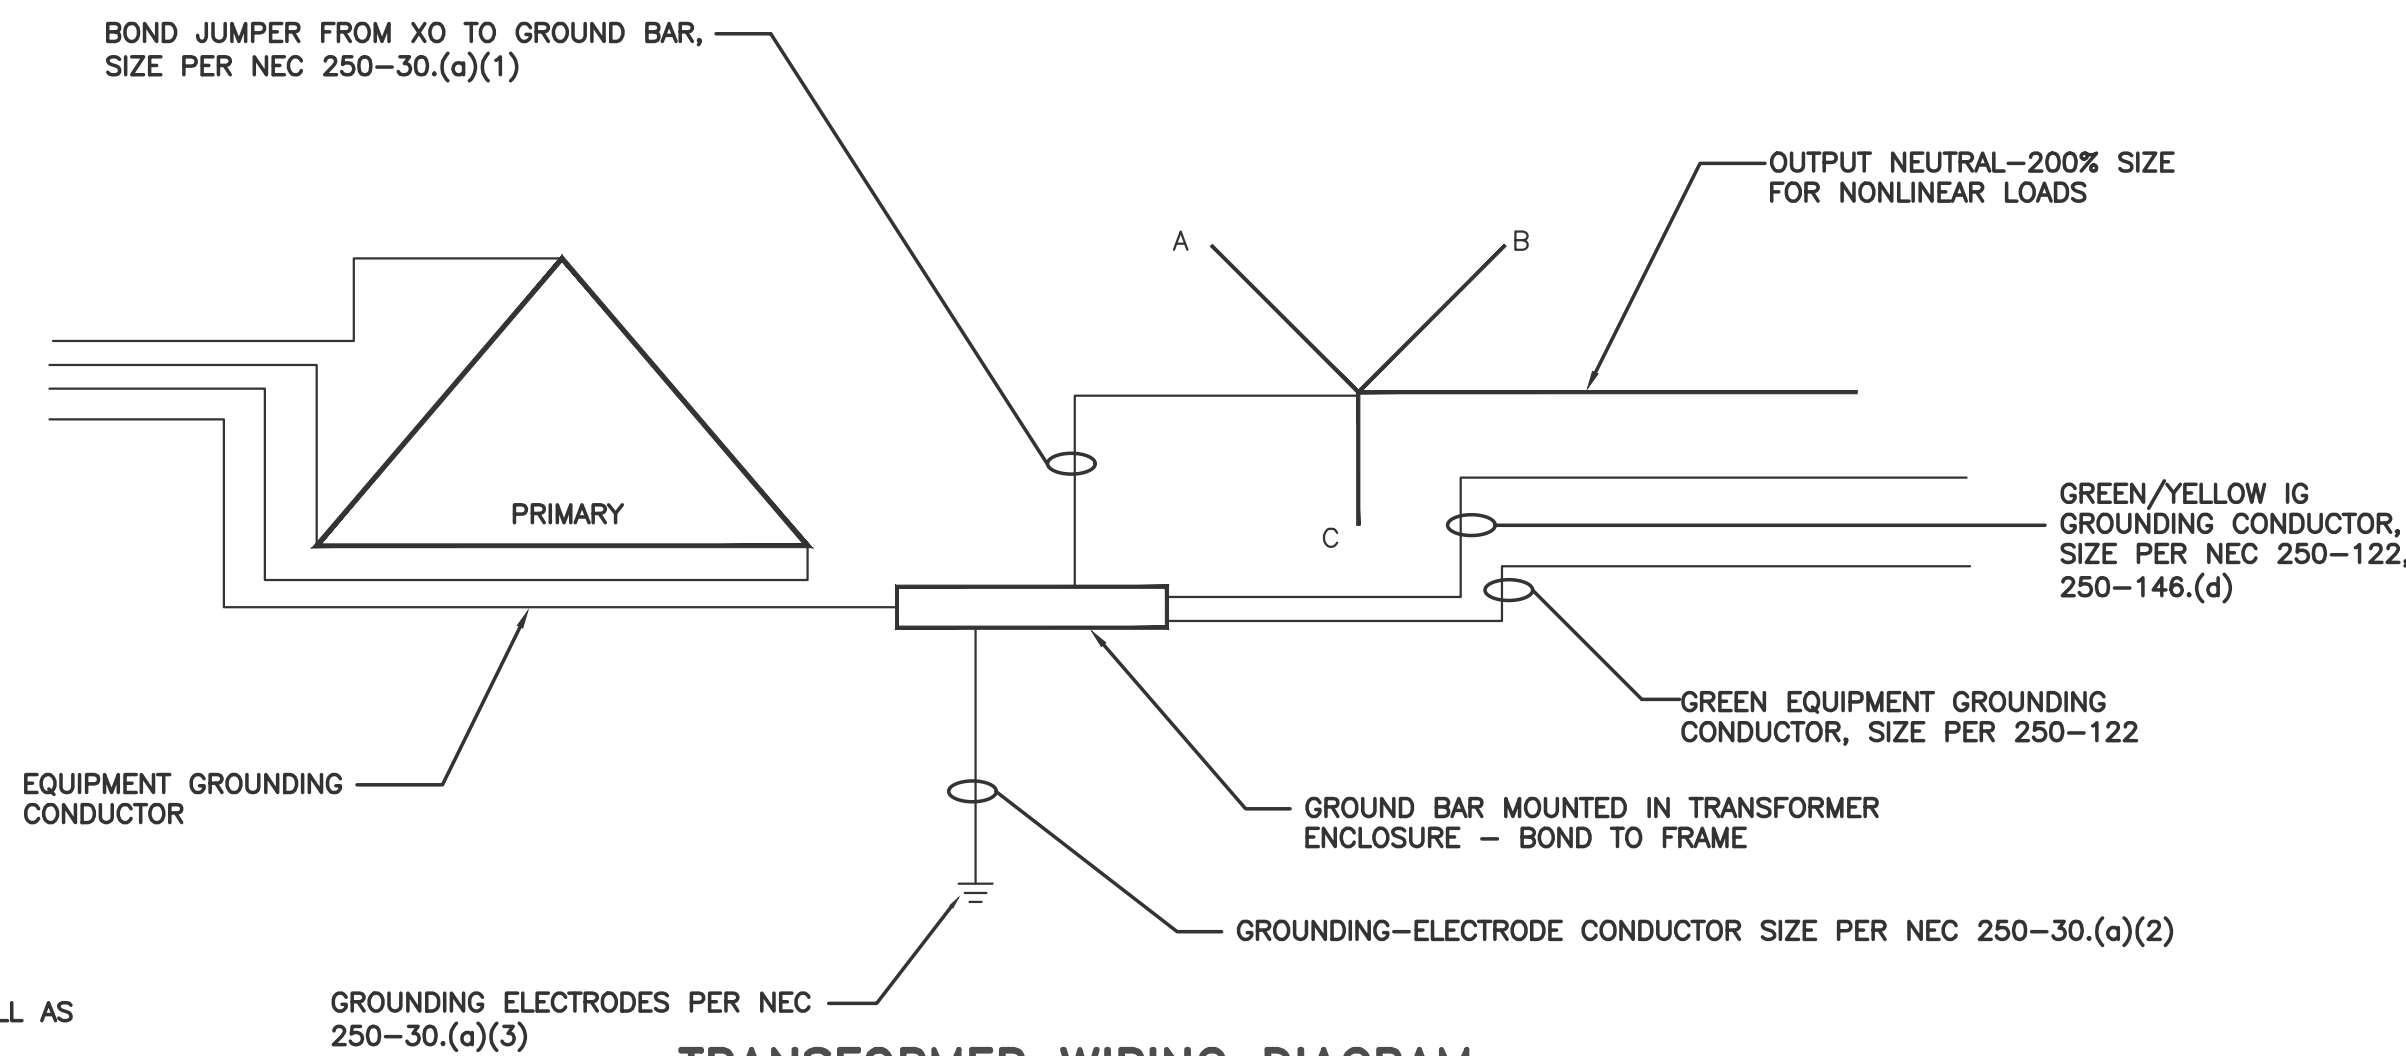 BOND JUMPER FROM XO TO GROUND BAR,
SIZE PER NEC 250-30.(a)(1)
OUTPUT NEUTRAL-200% SIZE
FOR NONLINEAR LOADS
A
B
C
PRIMARY
GREEN/YELLOW IG
GROUNDING CONDUCTOR,
SIZE PER NEC 250-122,
250-146.(d)
GREEN EQUIPMENT GROUNDING
CONDUCTOR, SIZE PER 250-122
EQUIPMENT GROUNDING
CONDUCTOR
GROUND BAR MOUNTED IN TRANSFORMER
ENCLOSURE - BOND TO FRAME
GROUNDING-ELECTRODE CONDUCTOR SIZE PER NEC 250-30.(a)(2)
GROUNDING ELECTRODES PER NEC
250-30.(a)(3)
LL AS
TRANSFORMER WIRING DIAGRAM